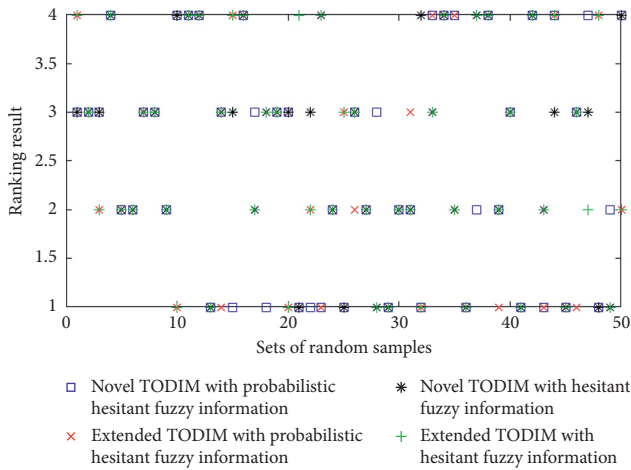 4
3.5
3
2.5
2
1.5
1
Ranking result
0
10
20
30
40
50
Sets of random samples
Novel TODIM with probabilistic
hesitant fuzzy information
Extended TODIM with probabilistic
hesitant fuzzy information
Novel TODIM with hesitant
fuzzy information
Extended TODIM with
hesitant fuzzy information